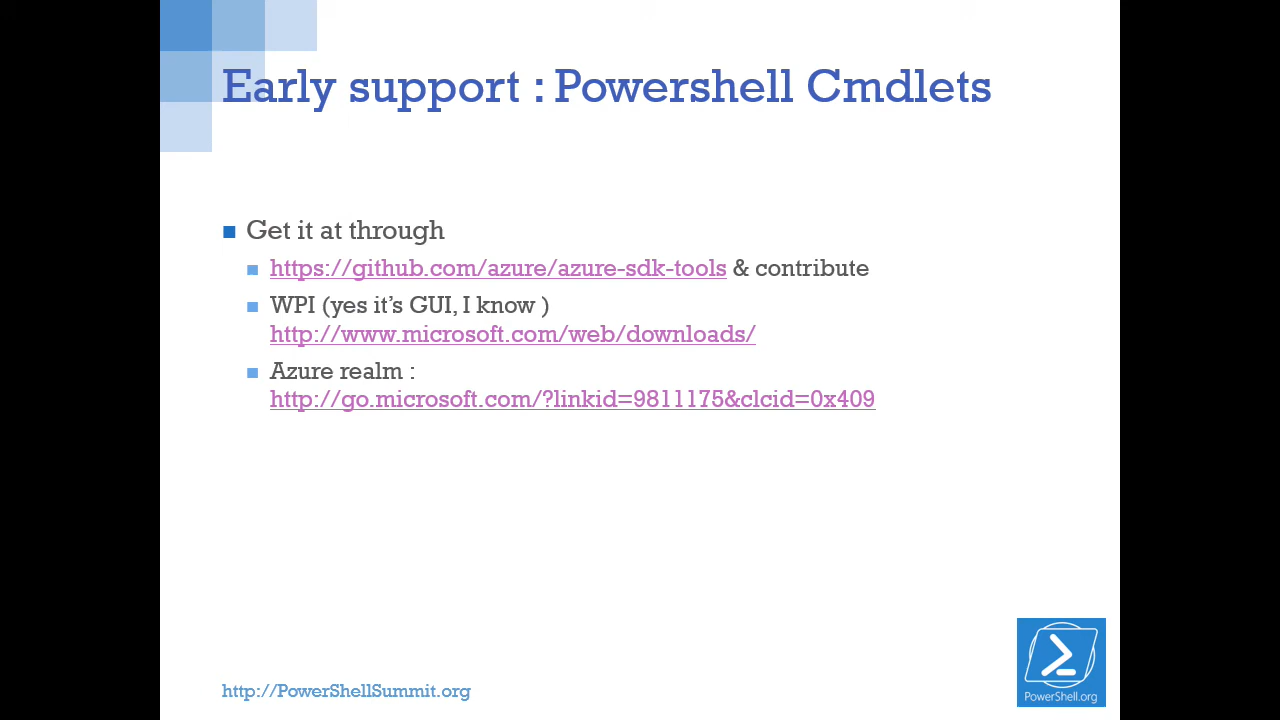 Early support : Powershell Cmdlets
Get it at through
https://github.com/azure/azure-sdk-tools & contribute
WPI (yes it's GUI, I know )
http://www.microsoft.com/web/downloads/
Azure realm :
http://go.microsoft.com/?linkid=9811175&clcid=0x409
http://PowerShellSummit.org
PowerShell.org